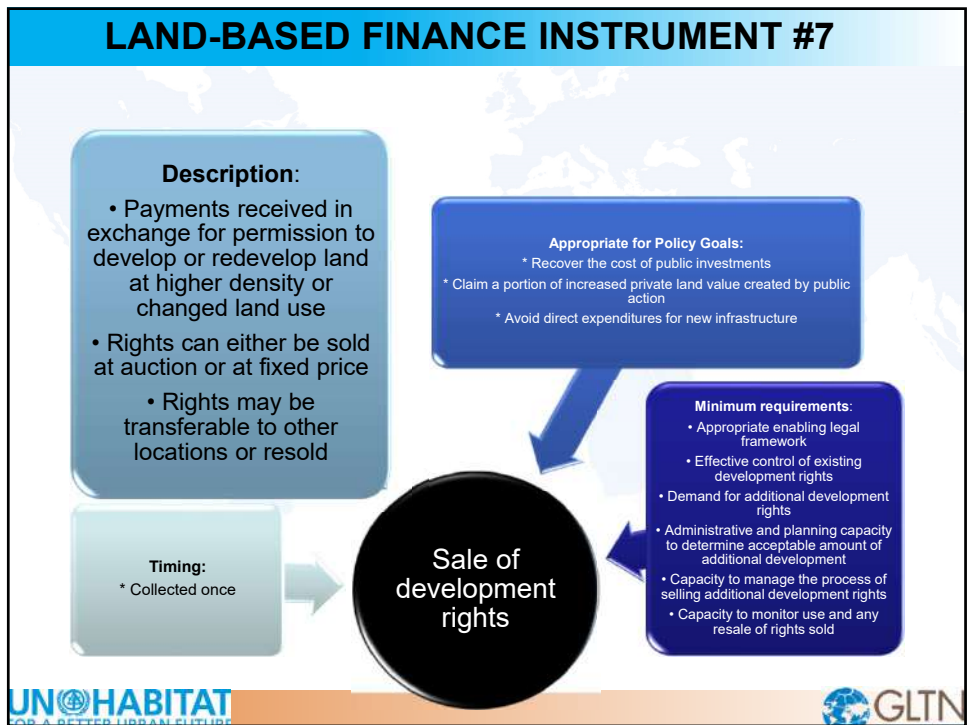 LAND-BASED FINANCE INSTRUMENT #7
Description:
• Payments received in
exchange for permission to
develop or redevelop land
at higher density or
changed land use
• Rights can either be sold
at auction or at fixed price
• Rights may be
transferable to other
locations or resold
Appropriate for Policy Goals:
* Recover the cost of public investments
* Claim a portion of increased private land value created by public
action
* Avoid direct expenditures for new infrastructure
Minimum requirements:
• Appropriate enabling legal
framework
• Effective control of existing
development rights
• Demand for additional development
rights
• Administrative and planning capacity
to determine acceptable amount of
additional development
• Capacity to manage the process of
selling additional development rights
• Capacity to monitor use and any
resale of rights sold
Timing:
* Collected once
Sale of
development
rights
UN HABITAT
FOR A BETTER URBAN FUTURE
GLTN